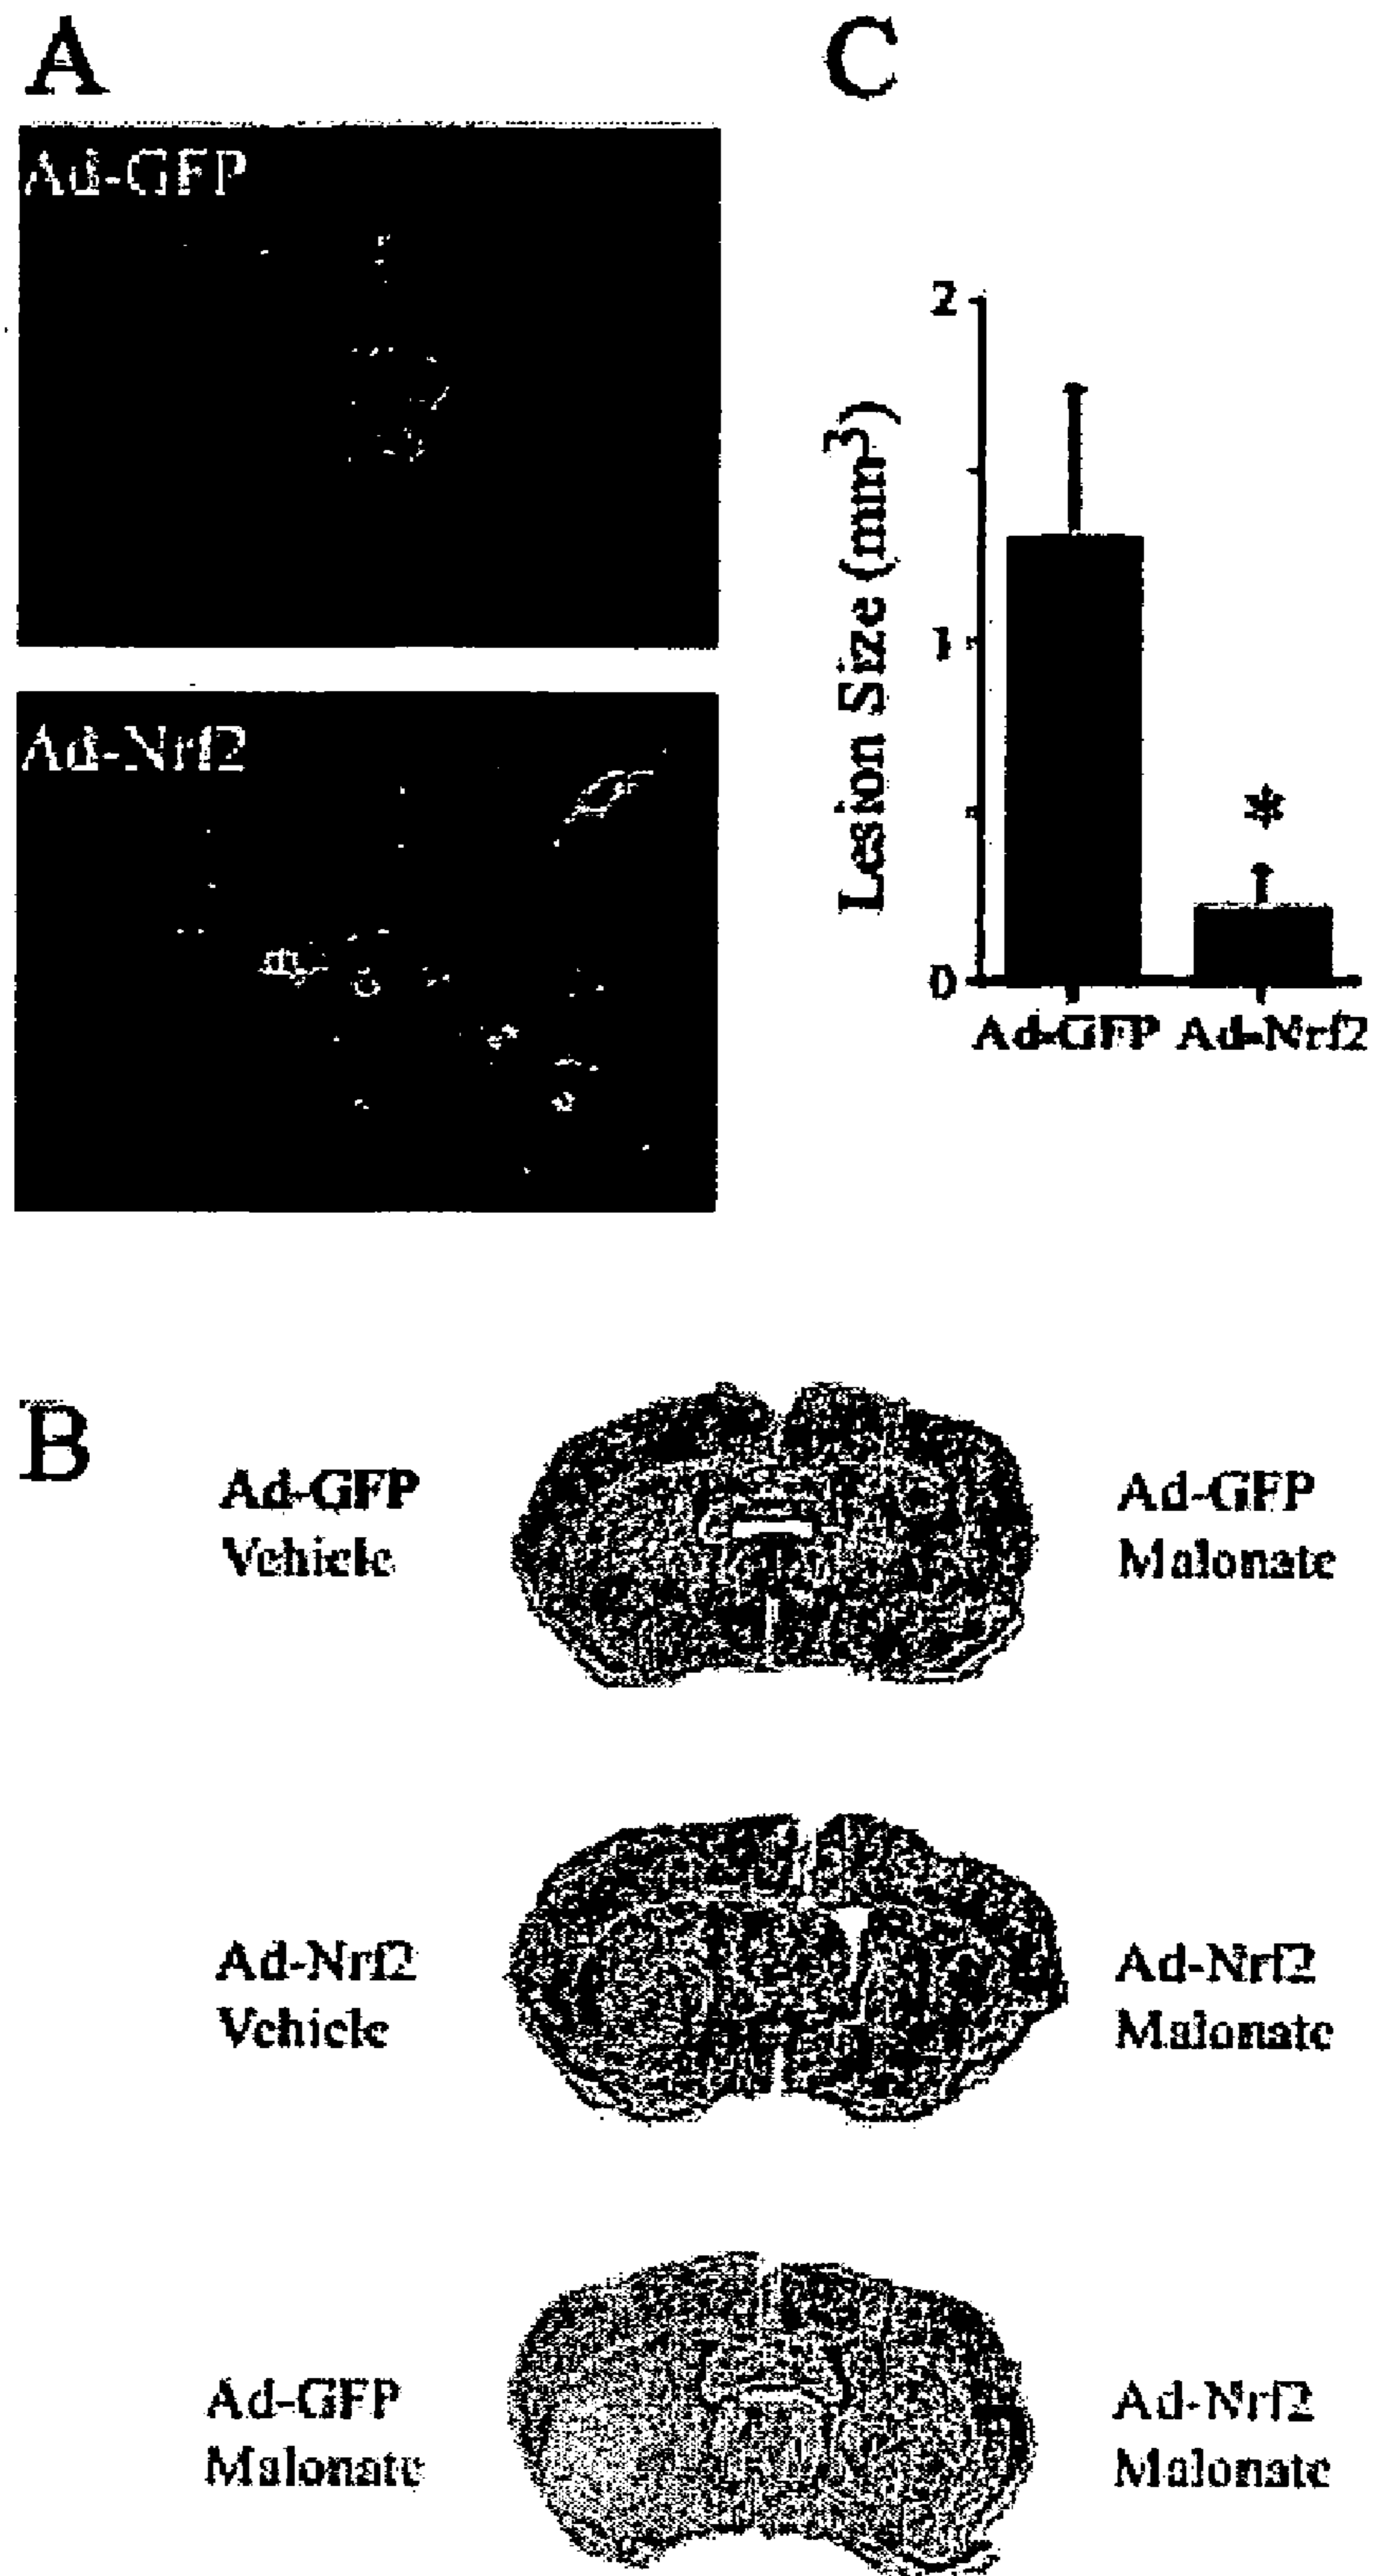 A
Ad-GFP
Ad-Nrf2
C
Lesion Size (mm3)
2
1
0
Ad-GFP Ad-Nrf2
*
B
Ad-GFP
Vehicle
Ad-GFP
Malonate
Ad-Nrf2
Vehicle
Ad-Nrf2
Malonate
Ad-GFP
Malonate
Ad-Nrf2
Malonate